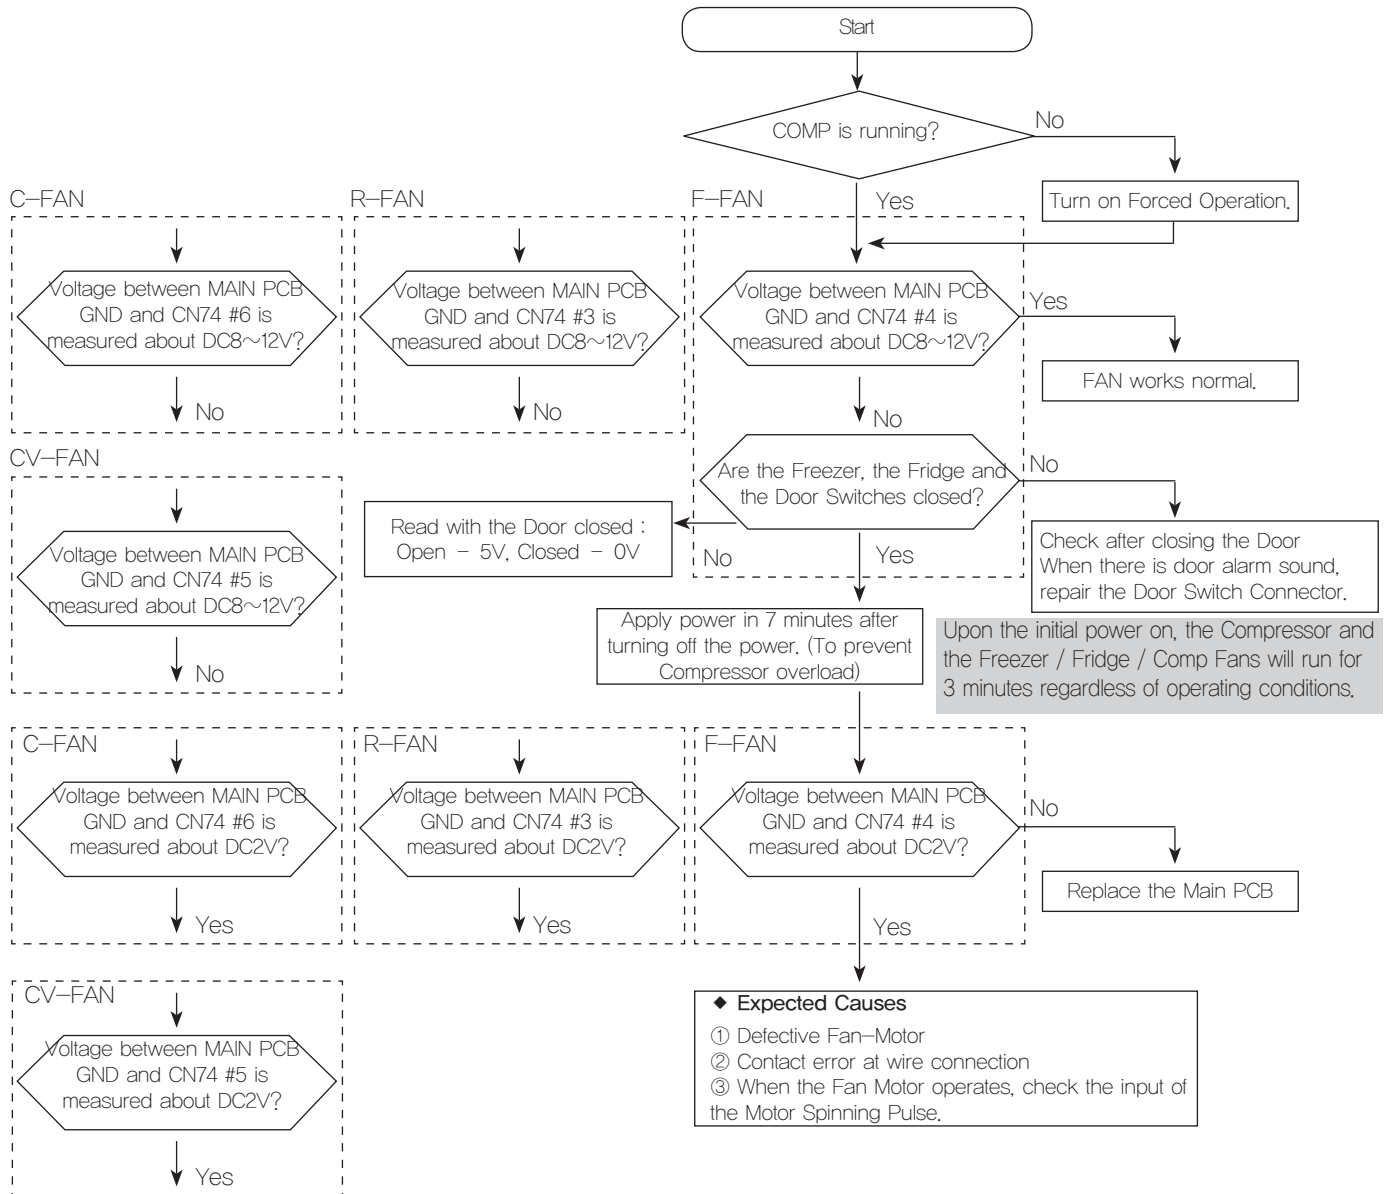 Start
COMP is running?
No
Turn on Forced Operation.
Yes
C-FAN
Voltage between MAIN PCB
GND and CN74 #6 is
measured about DC8~12V?
No
R-FAN
Voltage between MAIN PCB
GND and CN74 #3 is
measured about DC8~12V?
No
F-FAN
Voltage between MAIN PCB
GND and CN74 #4 is
measured about DC8~12V?
Yes
FAN works normal.
No
CV-FAN
Voltage between MAIN PCB
GND and CN74 #5 is
measured about DC8~12V?
No
Are the Freezer, the Fridge and
the Door Switches closed?
No
Read with the Door closed :
Open - 5V, Closed - 0V
No
Check after closing the Door
When there is door alarm sound,
repair the Door Switch Connector.
Yes
Apply power in 7 minutes after
turning off the power. (To prevent
Compressor overload)
Upon the initial power on, the Compressor and
the Freezer / Fridge / Comp Fans will run for
3 minutes regardless of operating conditions.
C-FAN
Voltage between MAIN PCB
GND and CN74 #6 is
measured about DC2V?
Yes
R-FAN
Voltage between MAIN PCB
GND and CN74 #3 is
measured about DC2V?
Yes
F-FAN
Voltage between MAIN PCB
GND and CN74 #4 is
measured about DC2V?
No
Replace the Main PCB
Yes
CV-FAN
Voltage between MAIN PCB
GND and CN74 #5 is
measured about DC2V?
Yes
◆ Expected Causes
① Defective Fan-Motor
② Contact error at wire connection
③ When the Fan Motor operates, check the input of
the Motor Spinning Pulse.